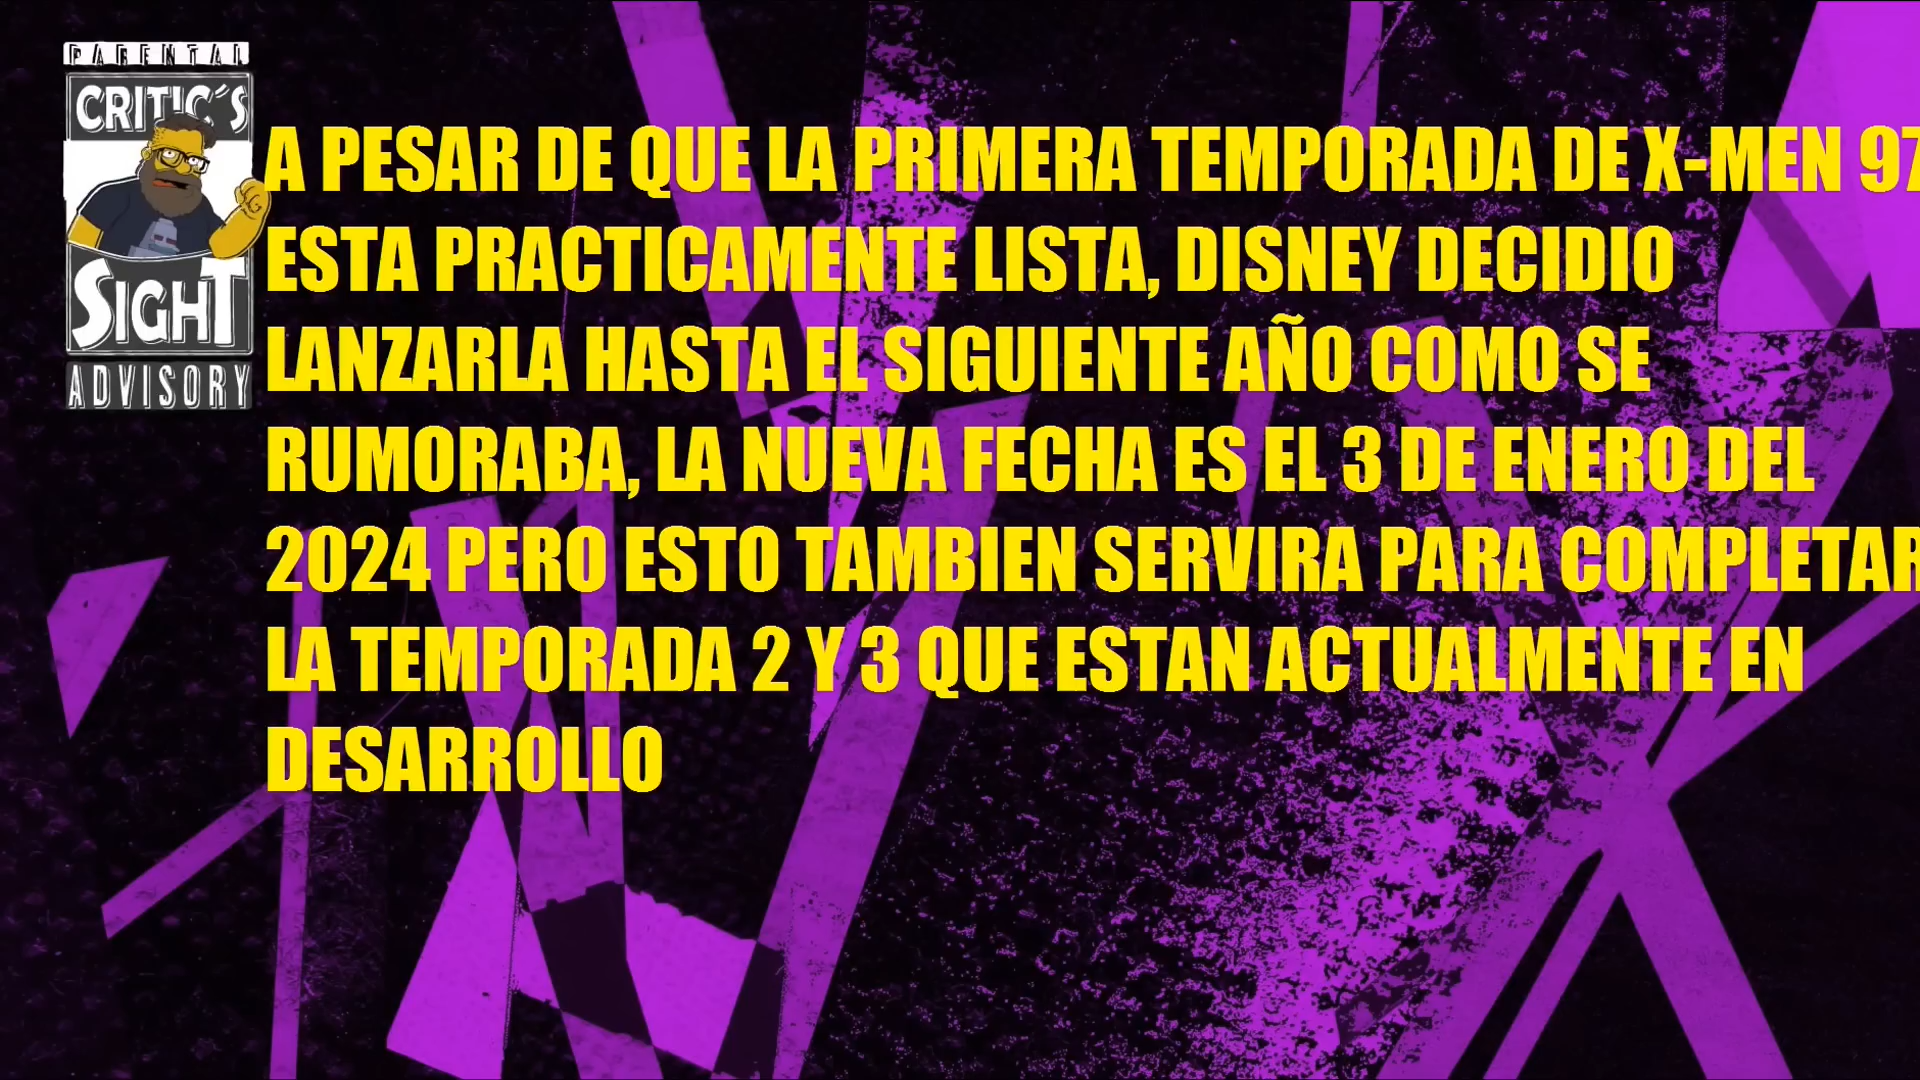 PARENTAL
CRITIC´S
SIGHT
ADVISORY
A PESAR DE QUE LA PRIMERA TEMPORADA DE X-MEN 97
ESTA PRACTICAMENTE LISTA, DISNEY DECIDIO
LANZARLA HASTA EL SIGUIENTE AÑO COMO SE
RUMORABA, LA NUEVA FECHA ES EL 3 DE ENERO DEL
2024 PERO ESTO TAMBIEN SERVIRA PARA COMPLETAR
LA TEMPORADA 2 Y 3 QUE ESTAN ACTUALMENTE EN
DESARROLLO